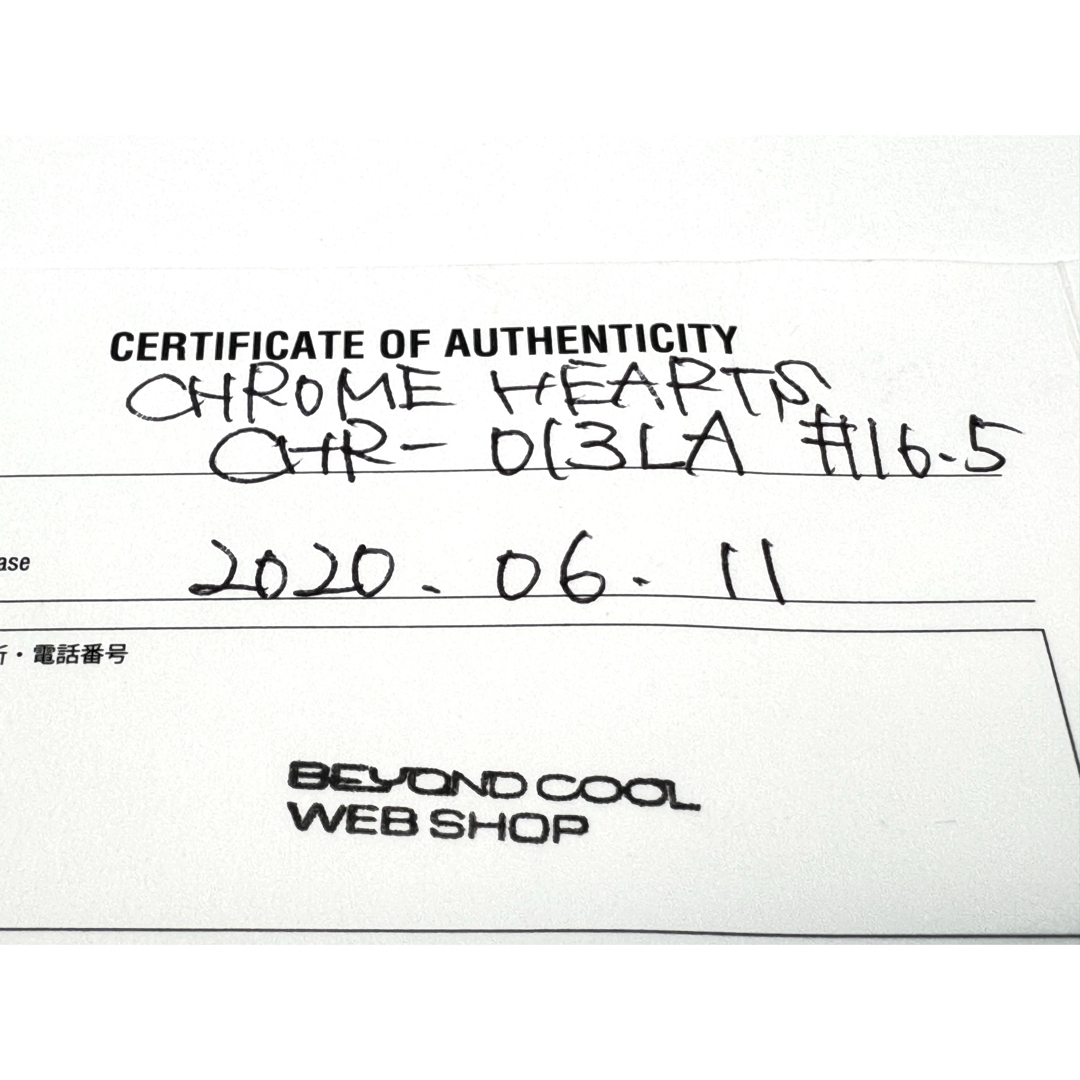 CERTIFICATE OF AUTHENTICITY
CHROME HEARTS
CHR-013LA #16.5
ase
2020.06.11
所・電話番号
BEYOND COOL
WEB SHOP